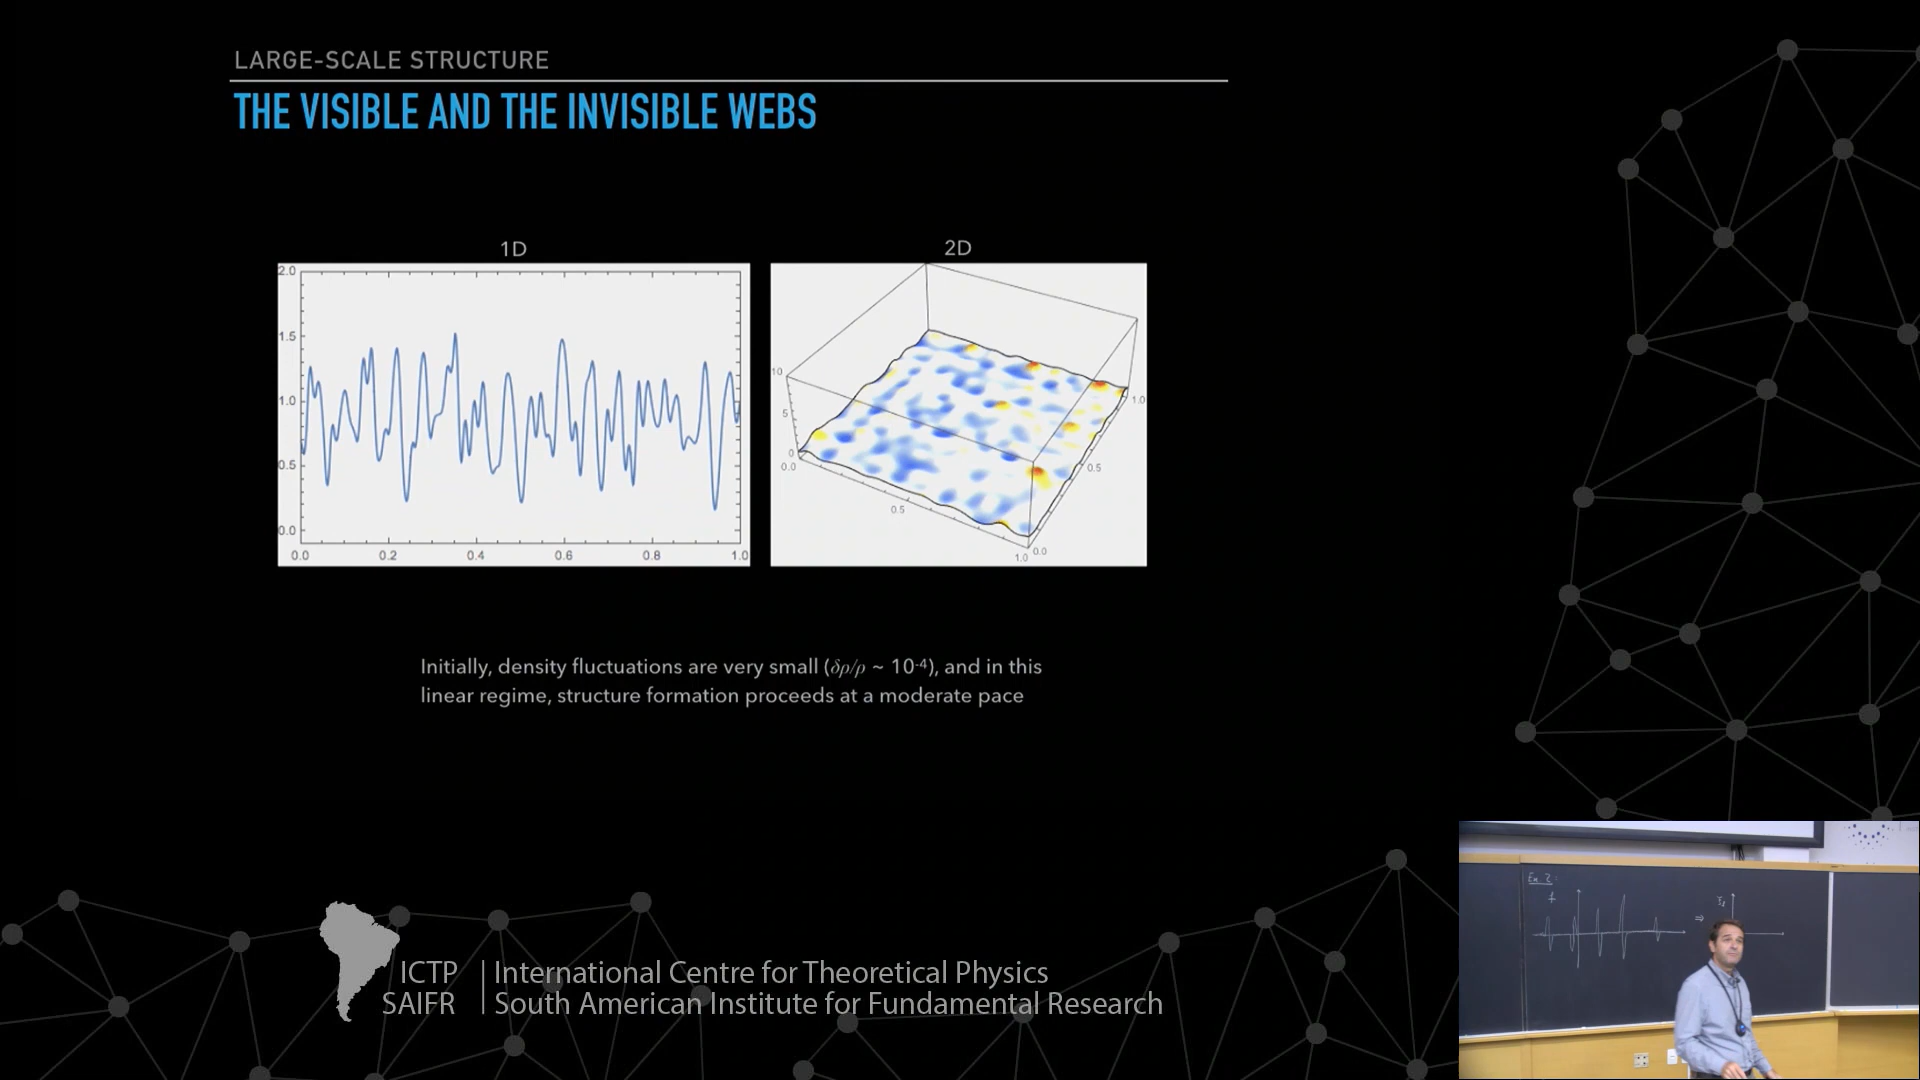 LARGE-SCALE STRUCTURE
THE VISIBLE AND THE INVISIBLE WEBS
1D
2D
2.0
1.5
1.0
0.5
0.0
0.0 0.2 0.4 0.6 0.8 1.0
10
5
0
0.0
0.5
1.0
0.0
0.5
1.0
Initially, density fluctuations are very small (δρ/ρ ~ 10⁻⁴), and in this
linear regime, structure formation proceeds at a moderate pace
ICTP International Centre for Theoretical Physics
SAIFR South American Institute for Fundamental Research
Ex. 2:
f
⇒